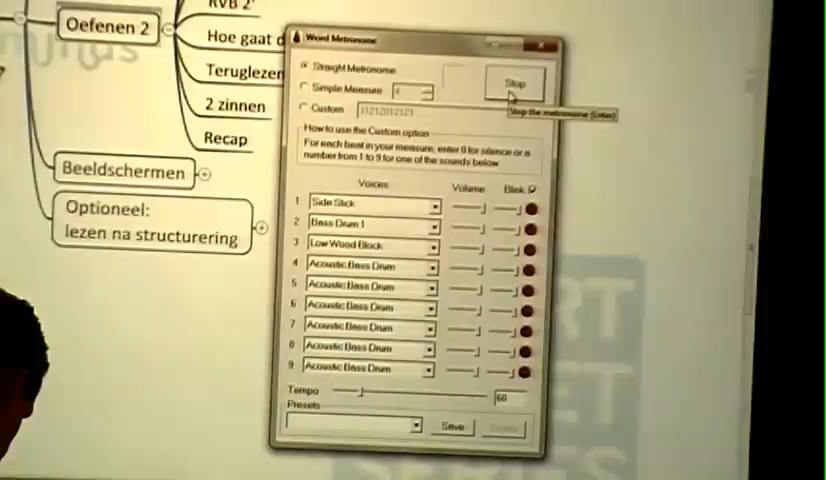 RVB 2'
Oefenen 2
Hoe gaat d
Teruglezen
2 zinnen
Recap
Beeldschermen
Optioneel:
lezen na structurering
Weird Metronome
Straight Metronome
Simple Measure
4
Stop
Custom
Stop the metronome (Enter)
How to use the Custom option
For each beat in your measure, enter 0 for silence or a
number from 1 to 9 for one of the sounds below
Voices
Volume
Blink
1 Side Stick
2 Bass Drum 1
3 Low Wood Block
4 Acoustic Bass Drum
5 Acoustic Bass Drum
6 Acoustic Bass Drum
7 Acoustic Bass Drum
8 Acoustic Bass Drum
9 Acoustic Bass Drum
Tempo
60
Presets
Save